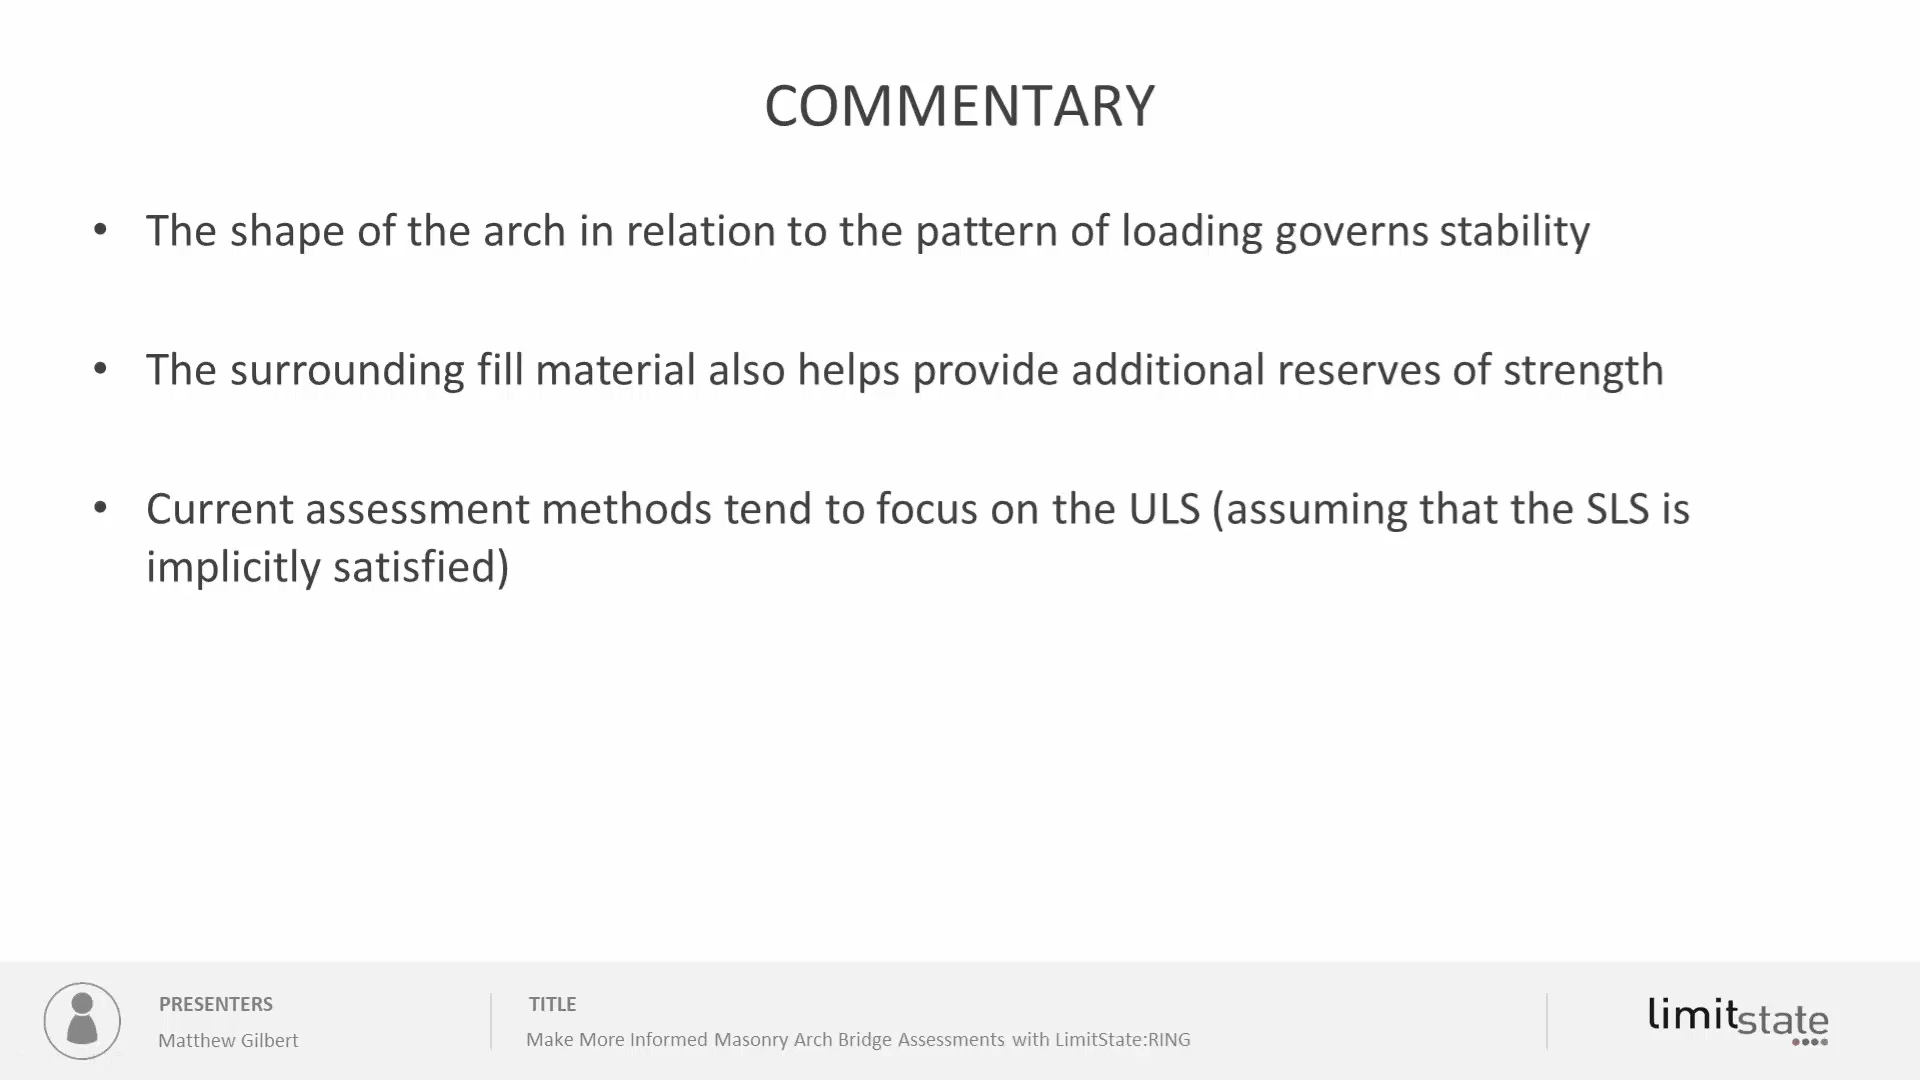 COMMENTARY
• The shape of the arch in relation to the pattern of loading governs stability
• The surrounding fill material also helps provide additional reserves of strength
• Current assessment methods tend to focus on the ULS (assuming that the SLS is
implicitly satisfied)
PRESENTERS
Matthew Gilbert
TITLE
Make More Informed Masonry Arch Bridge Assessments with LimitState:RING
limitstate